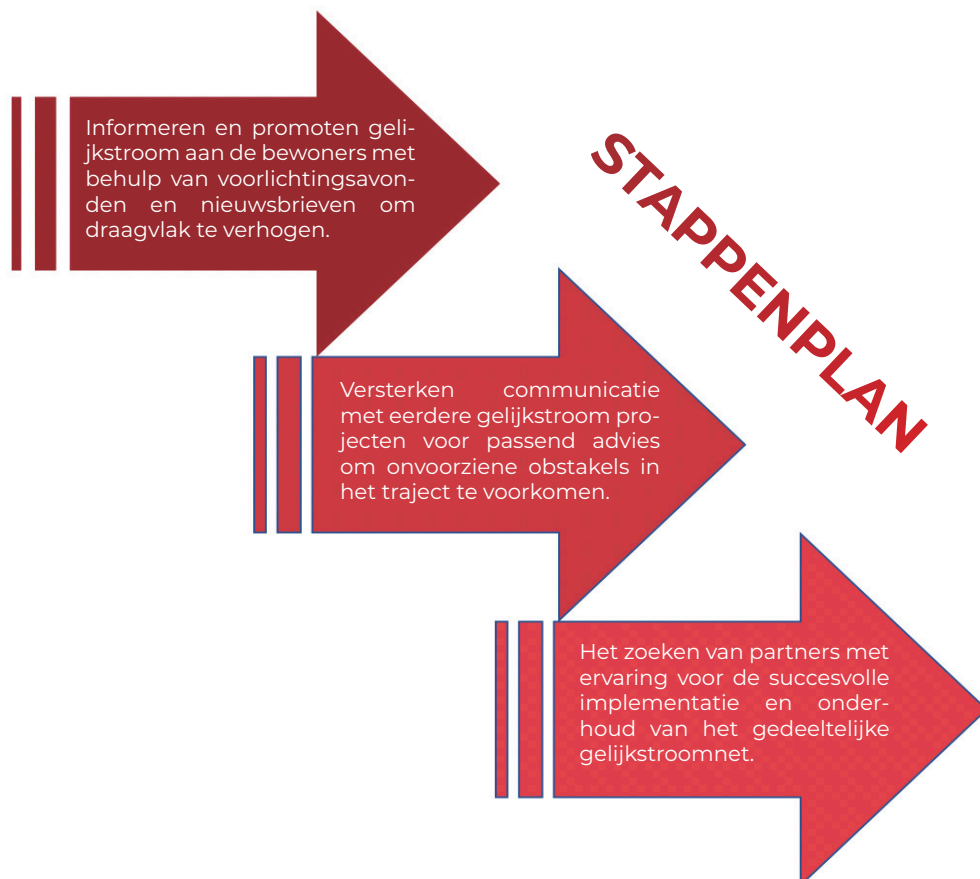 Informeren en promoten geli-
jkstroom aan de bewoners met
behulp van voorlichtingsavon-
den en nieuwsbrieven om
draagvlak te verhogen.
STAPPENPLAN
Versterken communicatie
met eerdere gelijkstroom pro-
jecten voor passend advies
om onvoorziene obstakels in
het traject te voorkomen.
Het zoeken van partners met
ervaring voor de succesvolle
implementatie en onder-
houd van het gedeeltelijke
gelijkstroomnet.